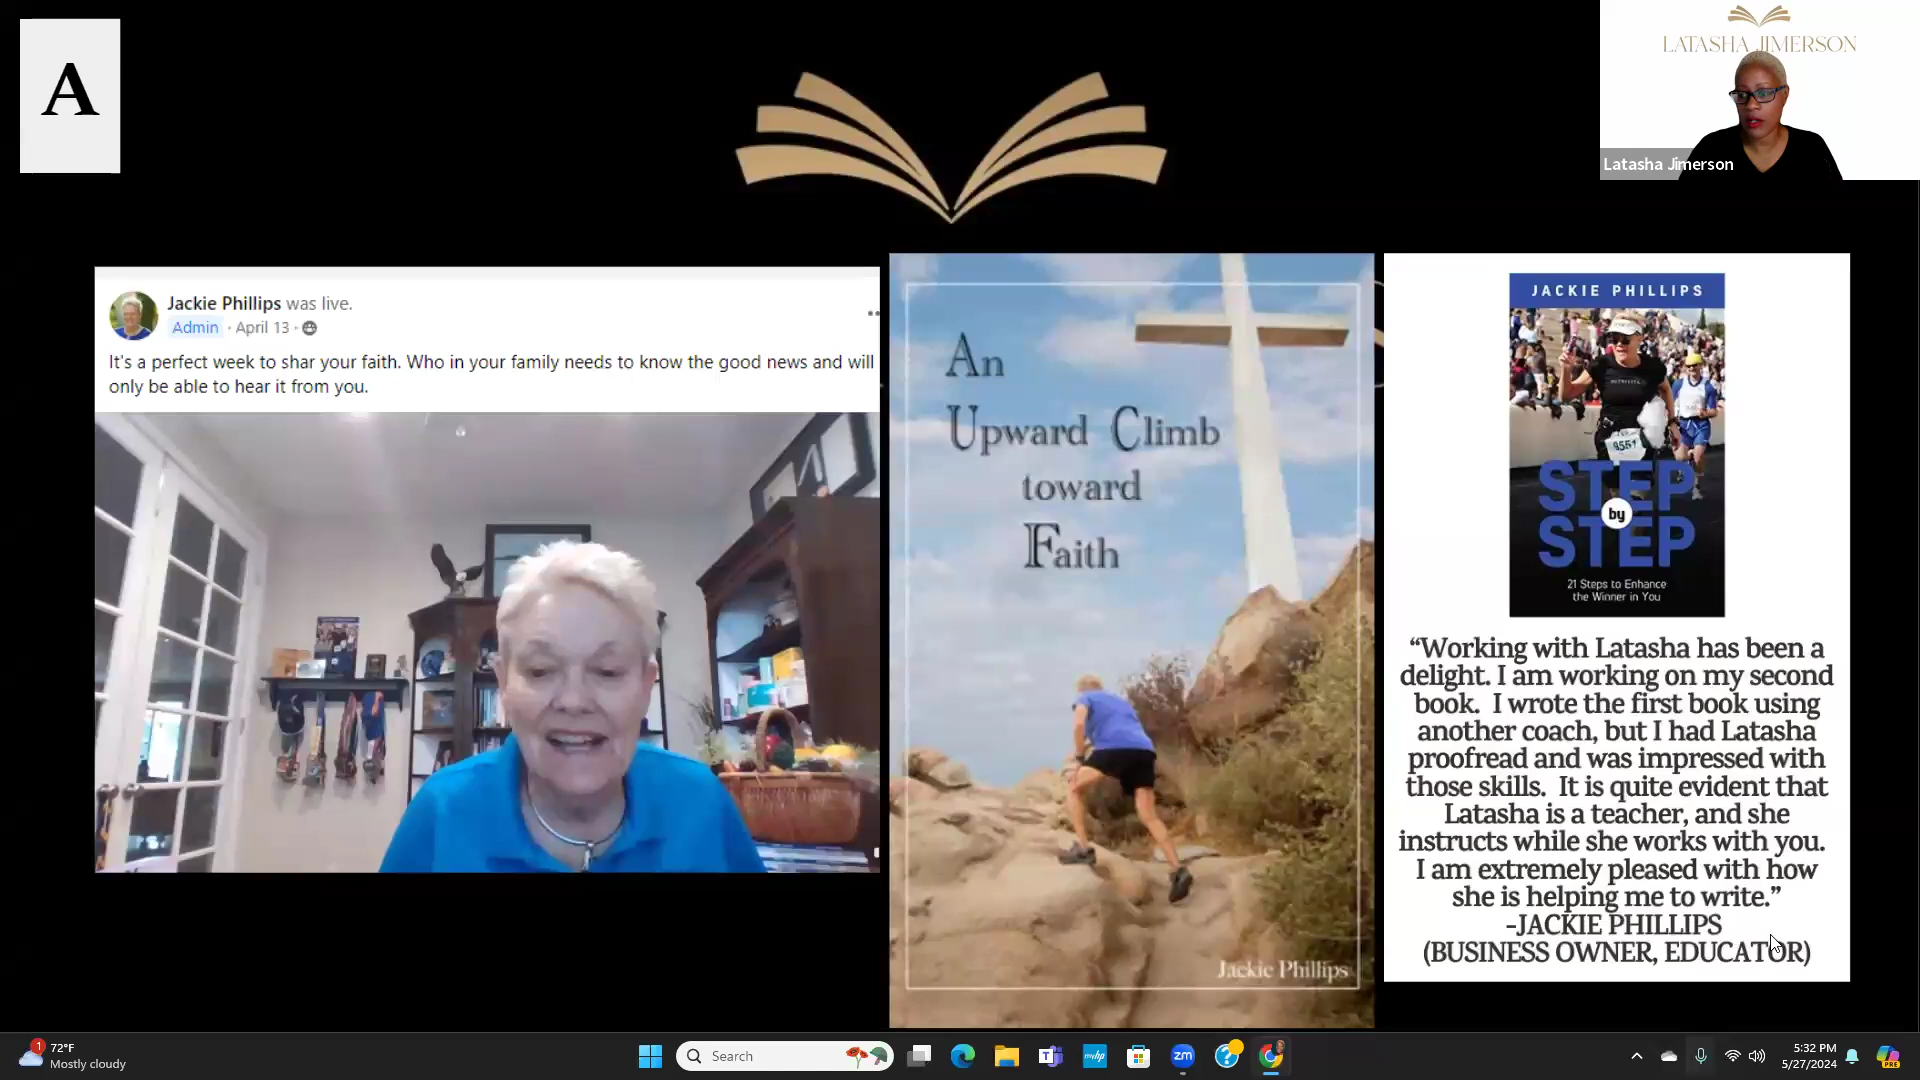 A
LATASHA JIMERSON
Latasha Jimerson
Jackie Phillips was live.
Admin · April 13 ·
It's a perfect week to shar your faith. Who in your family needs to know the good news and will
only be able to hear it from you.
An
Upward Climb
toward
Faith
Jackie Phillips
JACKIE PHILLIPS
9551
STEP
by
STEP
21 Steps to Enhance
the Winner in You
“Working with Latasha has been a
delight. I am working on my second
book. I wrote the first book using
another coach, but I had Latasha
proofread and was impressed with
those skills. It is quite evident that
Latasha is a teacher, and she
instructs while she works with you.
I am extremely pleased with how
she is helping me to write.”
-JACKIE PHILLIPS
(BUSINESS OWNER, EDUCATOR)
1
72°F
Mostly cloudy
Search
myhp
zm
5:32 PM
5/27/2024
PRE